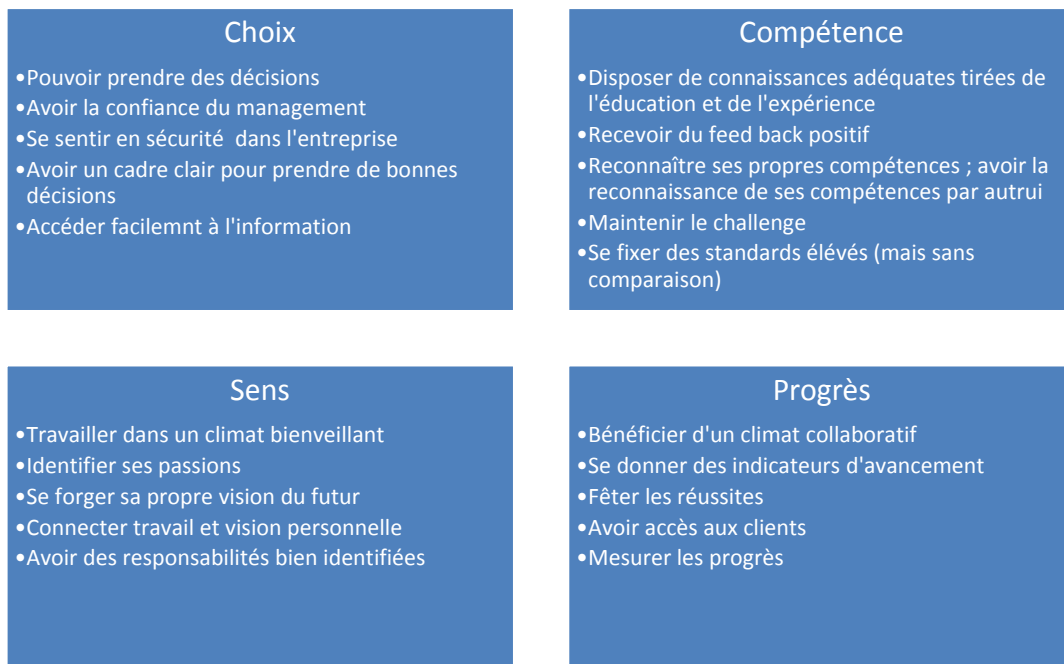 Choix
•Pouvoir prendre des décisions
•Avoir la confiance du management
•Se sentir en sécurité  dans l'entreprise
•Avoir un cadre clair pour prendre de bonnes
décisions
•Accéder facilemnt à l'information
Compétence
•Disposer de connaissances adéquates tirées de
l'éducation et de l'expérience
•Recevoir du feed back positif
•Reconnaître ses propres compétences ; avoir la
reconnaissance de ses compétences par autrui
•Maintenir le challenge
•Se fixer des standards élévés (mais sans
comparaison)
Sens
•Travailler dans un climat bienveillant
•Identifier ses passions
•Se forger sa propre vision du futur
•Connecter travail et vision personnelle
•Avoir des responsabilités bien identifiées
Progrès
•Bénéficier d'un climat collaboratif
•Se donner des indicateurs d'avancement
•Fêter les réussites
•Avoir accès aux clients
•Mesurer les progrès